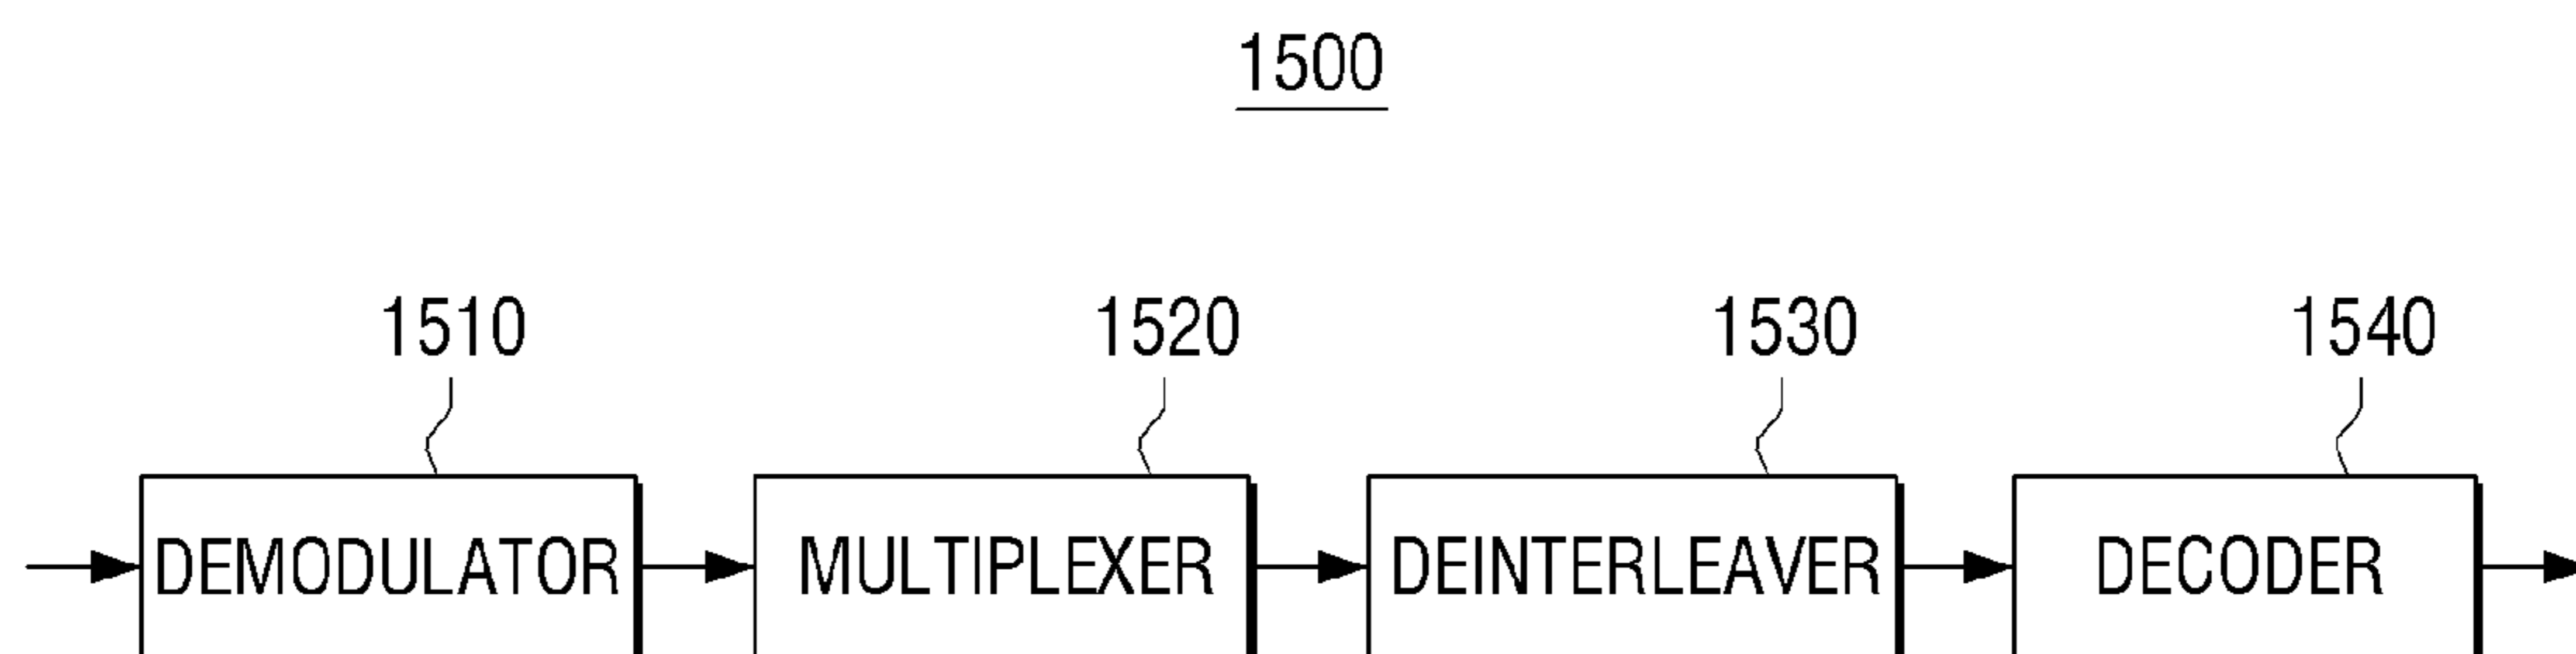 1500
1510 1520 1530 1540
DEMODULATOR MULTIPLEXER DEINTERLEAVER DECODER